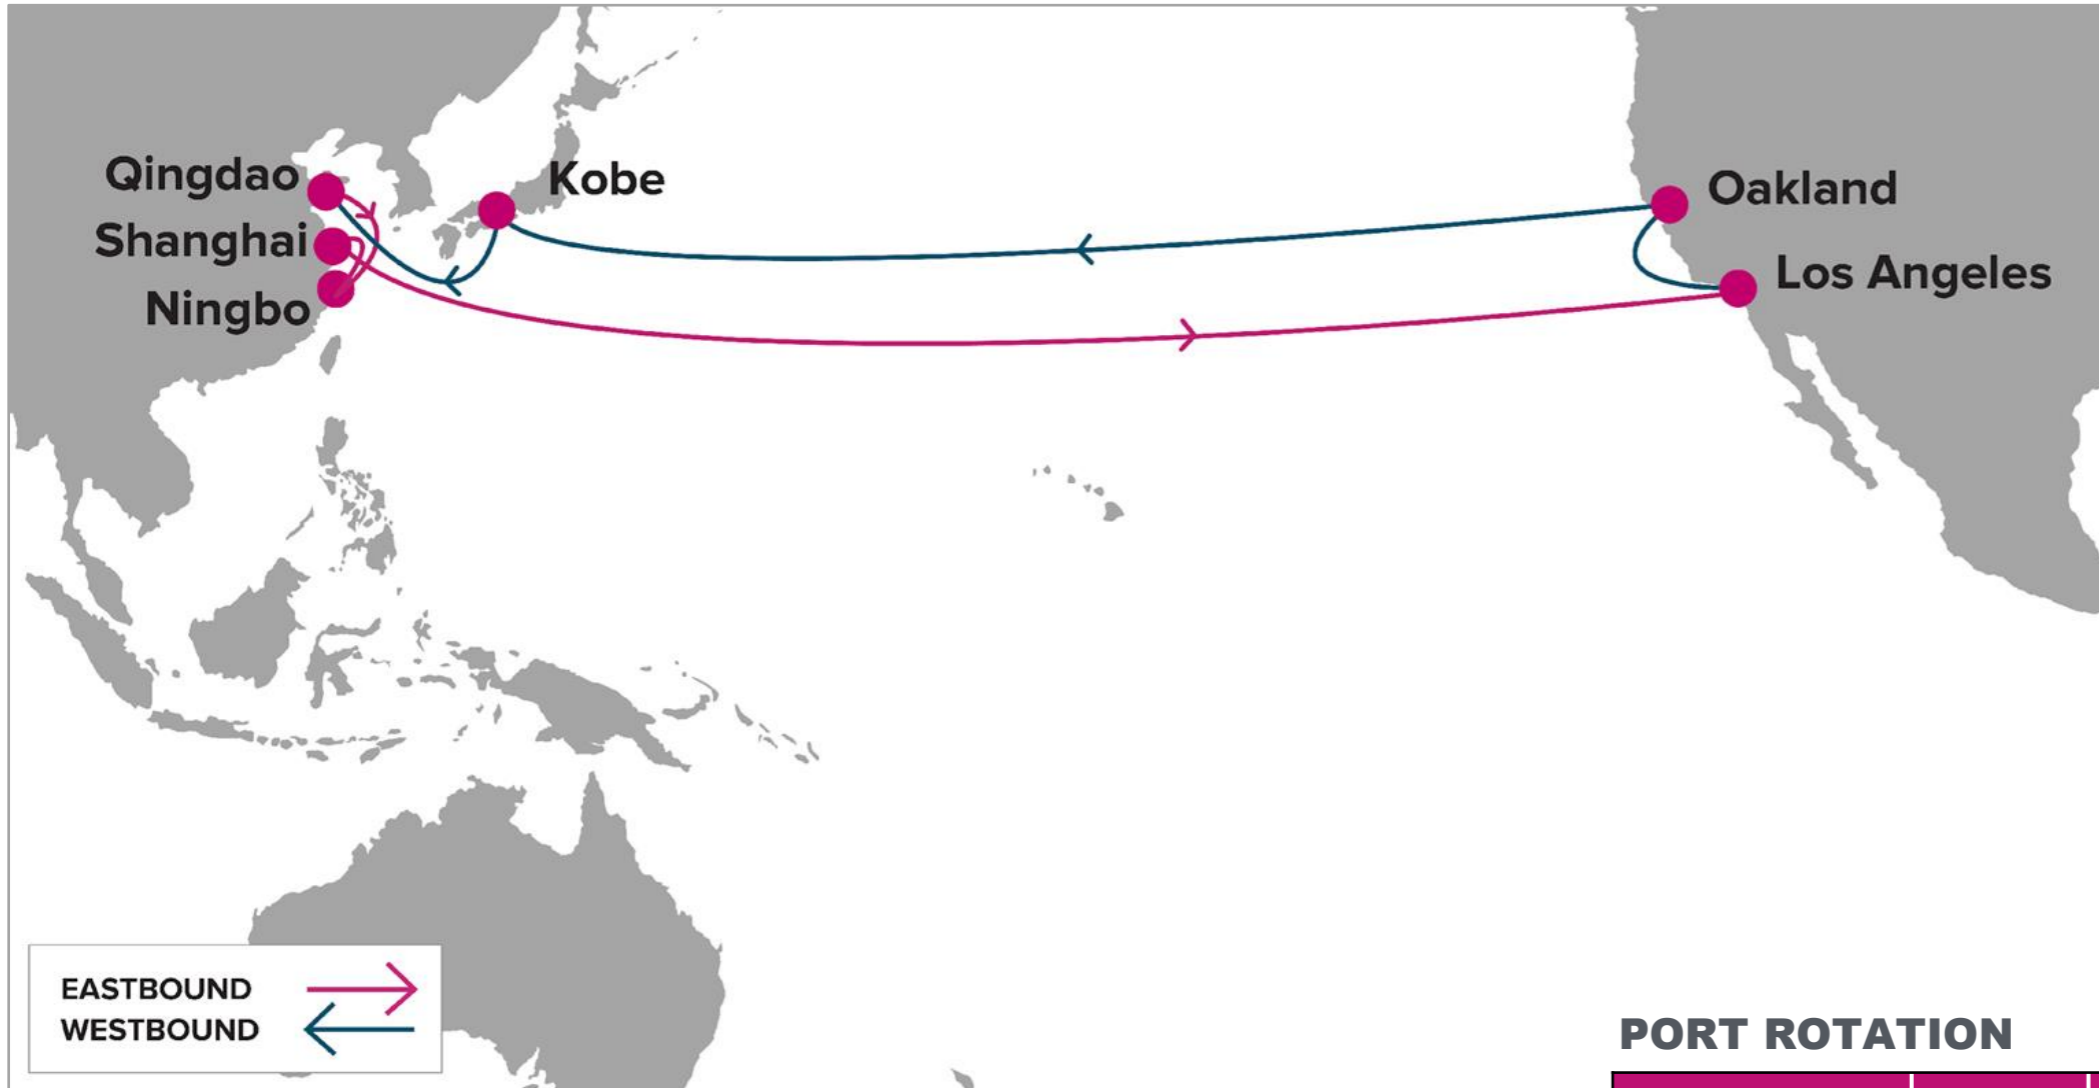 Qingdao
Kobe
Shanghai
Ningbo
Oakland
Los Angeles
EASTBOUND
WESTBOUND
PORT ROTATION